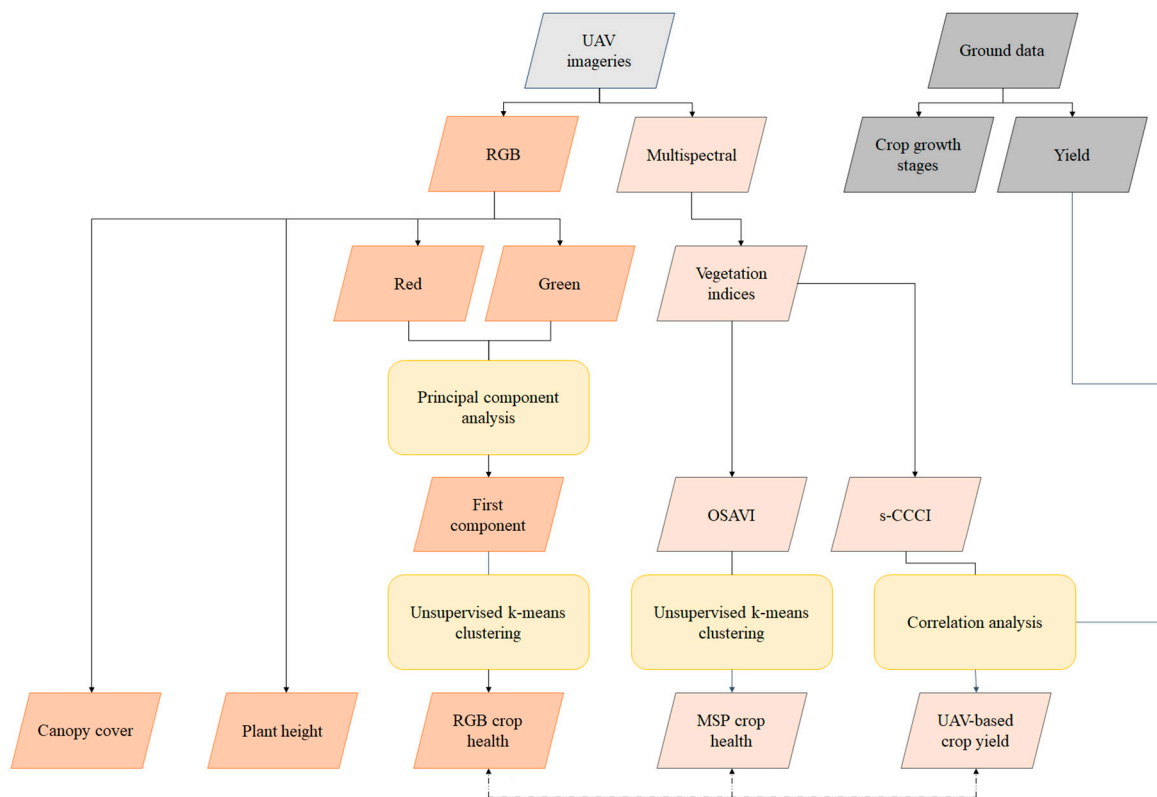 UAV
imageries
Ground data
RGB
Multispectral
Crop growth
stages
Yield
Red
Green
Vegetation
indices
Principal component
analysis
First
component
OSAVI
s-CCCI
Unsupervised k-means
clustering
Unsupervised k-means
clustering
Correlation analysis
Canopy cover
Plant height
RGB crop
health
MSP crop
health
UAV-based
crop yield